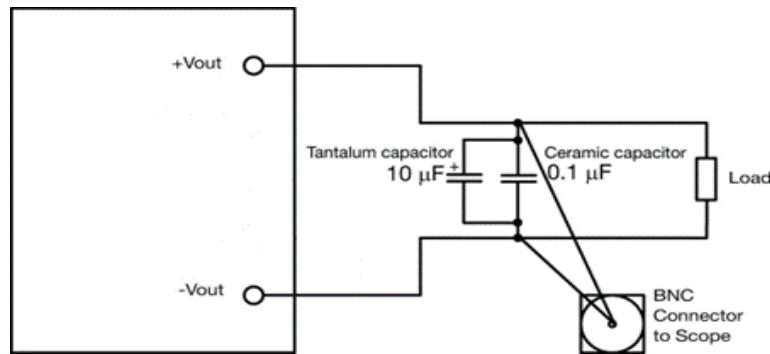 +Vout
Tantalum capacitor
10 μF
+
Ceramic capacitor
0.1 μF
Load
-Vout
BNC
Connector
to Scope